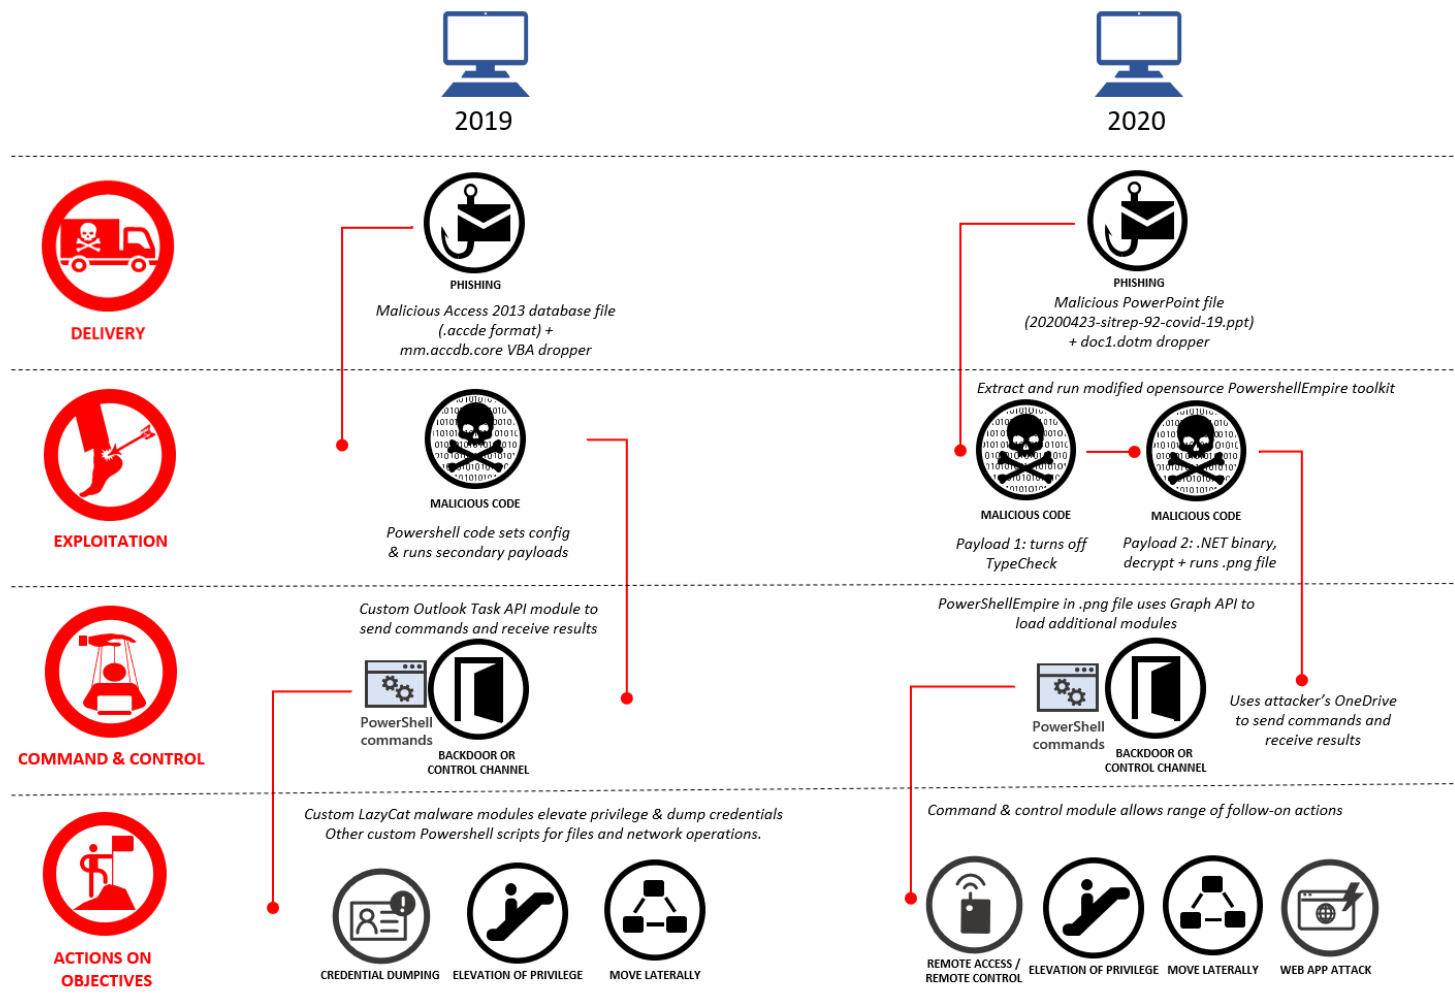 2019
2020
DELIVERY
PHISHING
Malicious Access 2013 database file
(.accde format) +
mm.accdb.core VBA dropper
PHISHING
Malicious PowerPoint file
(20200423-sitrep-92-covid-19.ppt)
+ doc1.dotm dropper
EXPLOITATION
MALICIOUS CODE
Powershell code sets config
& runs secondary payloads
Extract and run modified opensource PowershellEmpire toolkit
MALICIOUS CODE
Payload 1: turns off
TypeCheck
MALICIOUS CODE
Payload 2: .NET binary,
decrypt + runs .png file
COMMAND & CONTROL
Custom Outlook Task API module to
send commands and receive results
PowerShell
commands
BACKDOOR OR
CONTROL CHANNEL
PowerShellEmpire in .png file uses Graph API to
load additional modules
PowerShell
commands
BACKDOOR OR
CONTROL CHANNEL
Uses attacker's OneDrive
to send commands and
receive results
ACTIONS ON
OBJECTIVES
Custom LazyCat malware modules elevate privilege & dump credentials
Other custom Powershell scripts for files and network operations.
CREDENTIAL DUMPING
ELEVATION OF PRIVILEGE
MOVE LATERALLY
Command & control module allows range of follow-on actions
REMOTE ACCESS /
REMOTE CONTROL
ELEVATION OF PRIVILEGE
MOVE LATERALLY
WEB APP ATTACK